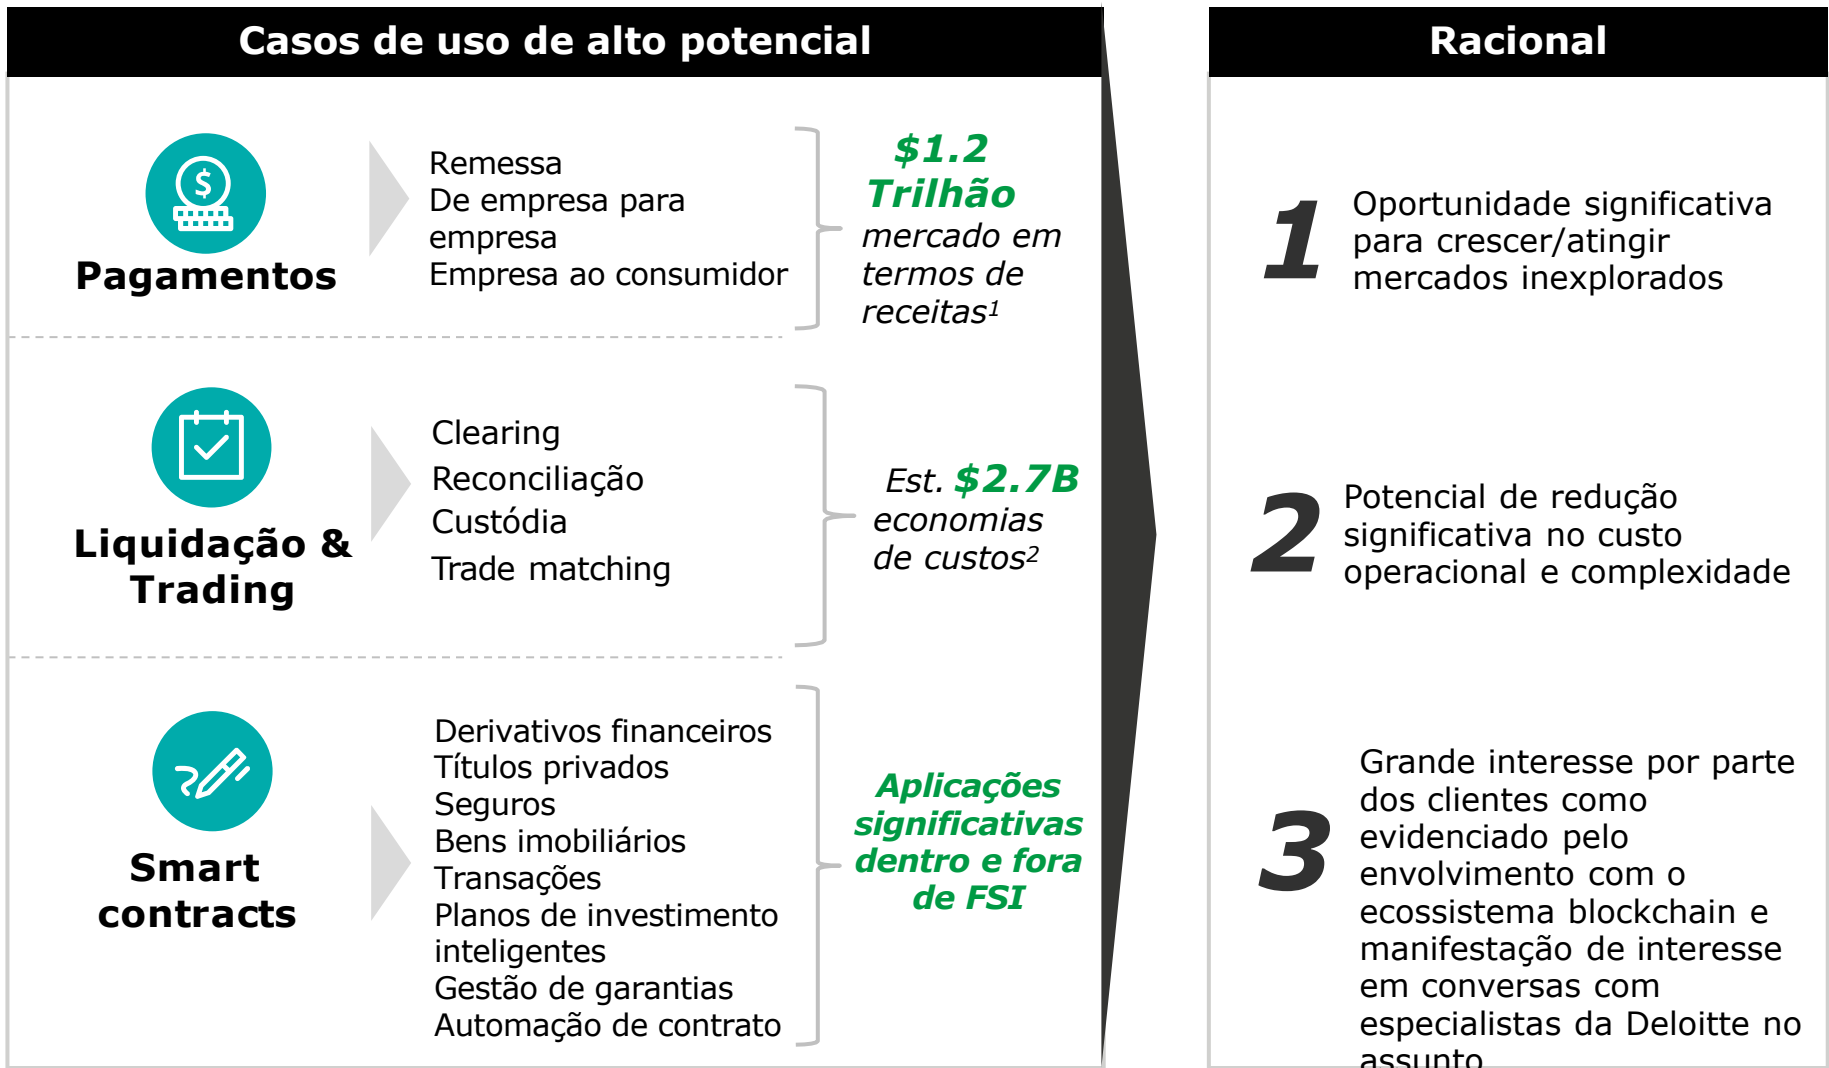 Casos de uso de alto potencial
Pagamentos
Remessa
De empresa para
empresa
Empresa ao consumidor
$1.2
Trilhão
mercado em
termos de
receitas¹
Liquidação &
Trading
Clearing
Reconciliação
Custódia
Trade matching
Est. $2.7B
economias
de custos²
Smart
contracts
Derivativos financeiros
Títulos privados
Seguros
Bens imobiliários
Transações
Planos de investimento
inteligentes
Gestão de garantias
Automação de contrato
Aplicações
significativas
dentro e fora
de FSI
Racional
1
Oportunidade significativa
para crescer/atingir
mercados inexplorados
2
Potencial de redução
significativa no custo
operacional e complexidade
3
Grande interesse por parte
dos clientes como
evidenciado pelo
envolvimento com o
ecossistema blockchain e
manifestação de interesse
em conversas com
especialistas da Deloitte no
assunto